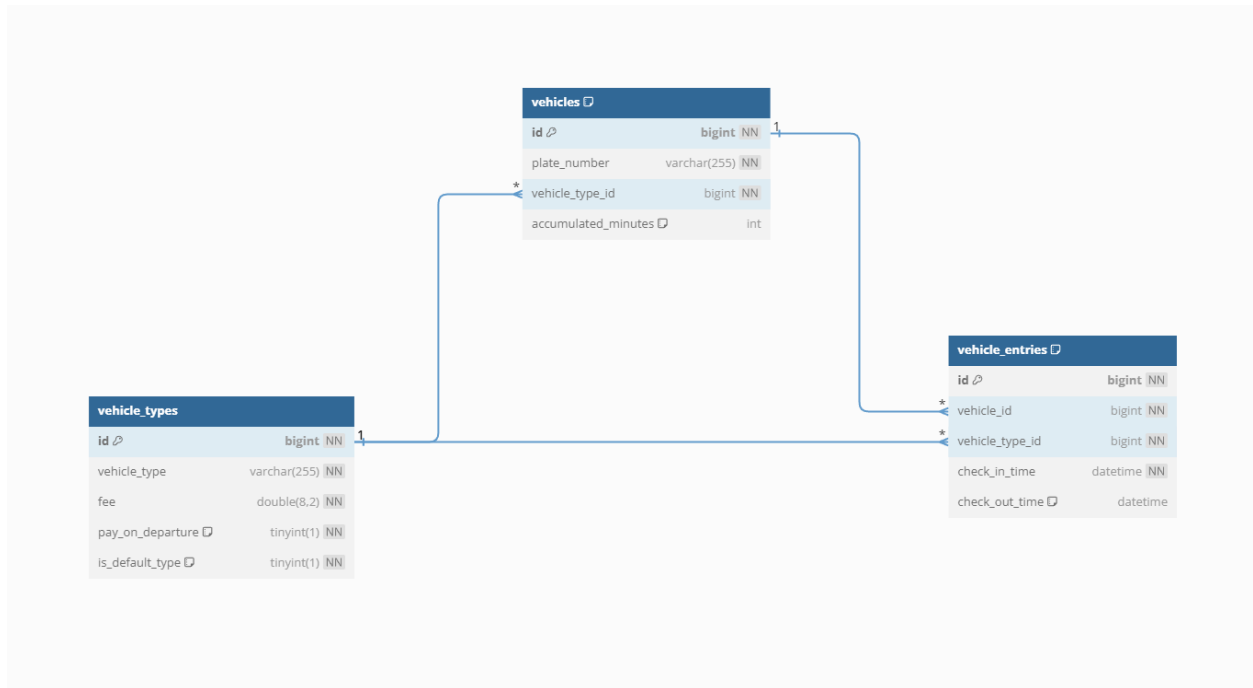 vehicles
id bigint NN
plate_number varchar(255) NN
vehicle_type_id bigint NN
accumulated_minutes int
1
*
vehicle_types
id bigint NN
vehicle_type varchar(255) NN
fee double(8,2) NN
pay_on_departure tinyint(1) NN
is_default_type tinyint(1) NN
1
vehicle_entries
id bigint NN
* vehicle_id bigint NN
* vehicle_type_id bigint NN
check_in_time datetime NN
check_out_time datetime